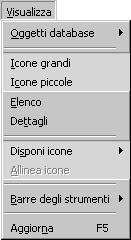 Visualizza
Oggetti database
Icone grandi
Icone piccole
Elenco
Dettagli
Disponi icone
Allinea icone
Barre degli strumenti
Aggiorna F5